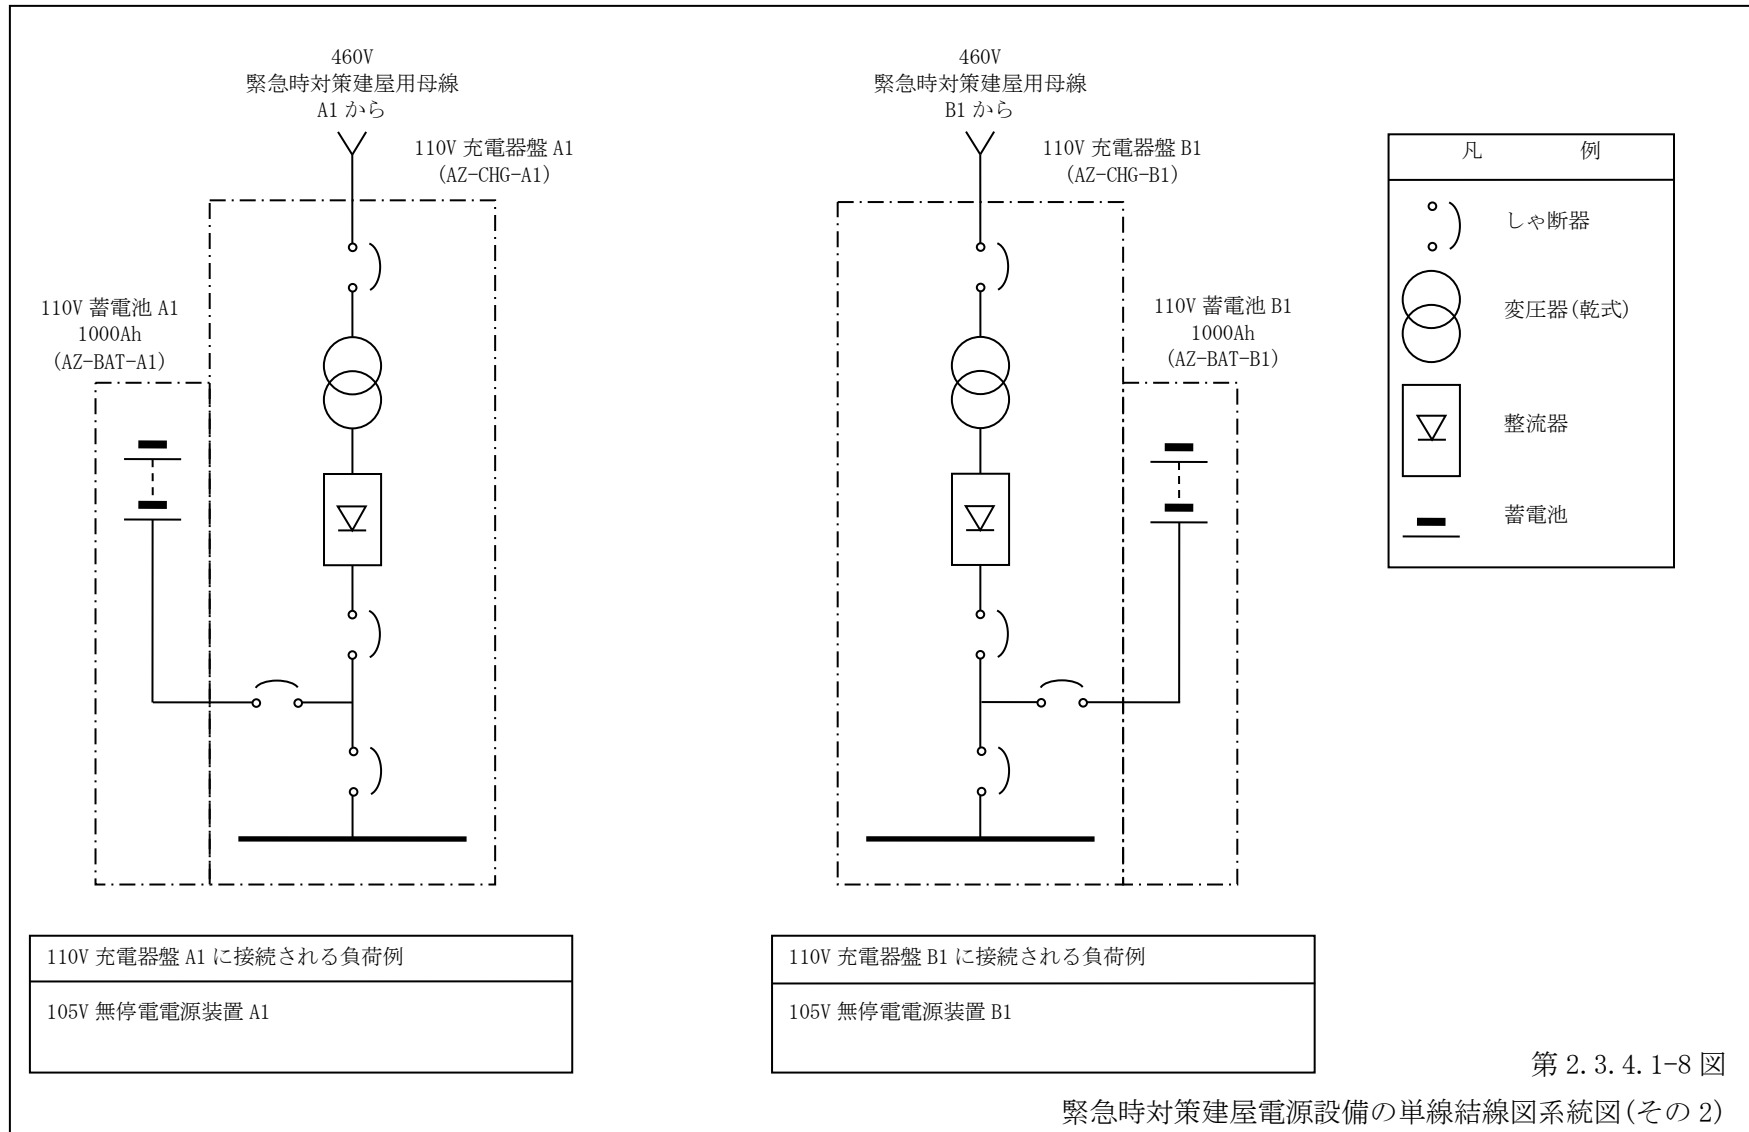 460V
緊急時対策建屋用母線
A1 から
110V 充電器盤 A1
(AZ-CHG-A1)
110V 蓄電池 A1
1000Ah
(AZ-BAT-A1)
460V
緊急時対策建屋用母線
B1 から
110V 充電器盤 B1
(AZ-CHG-B1)
110V 蓄電池 B1
1000Ah
(AZ-BAT-B1)
凡 例
しゃ断器
変圧器(乾式)
整流器
蓄電池
110V 充電器盤 A1 に接続される負荷例
105V 無停電電源装置 A1
110V 充電器盤 B1 に接続される負荷例
105V 無停電電源装置 B1
第 2.3.4.1-8 図
緊急時対策建屋電源設備の単線結線図系統図(その 2)